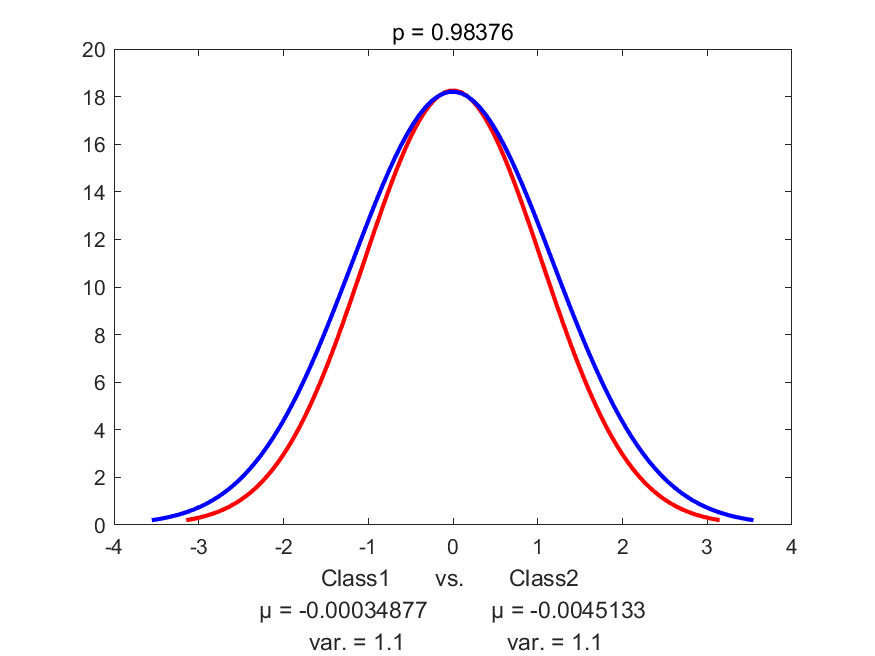 p = 0.98376
20
18
16
14
12
10
8
6
4
2
0
-4 -3 -2 -1 0 1 2 3 4
Class1 vs. Class2
μ = -0.00034877 μ = -0.0045133
var. = 1.1 var. = 1.1